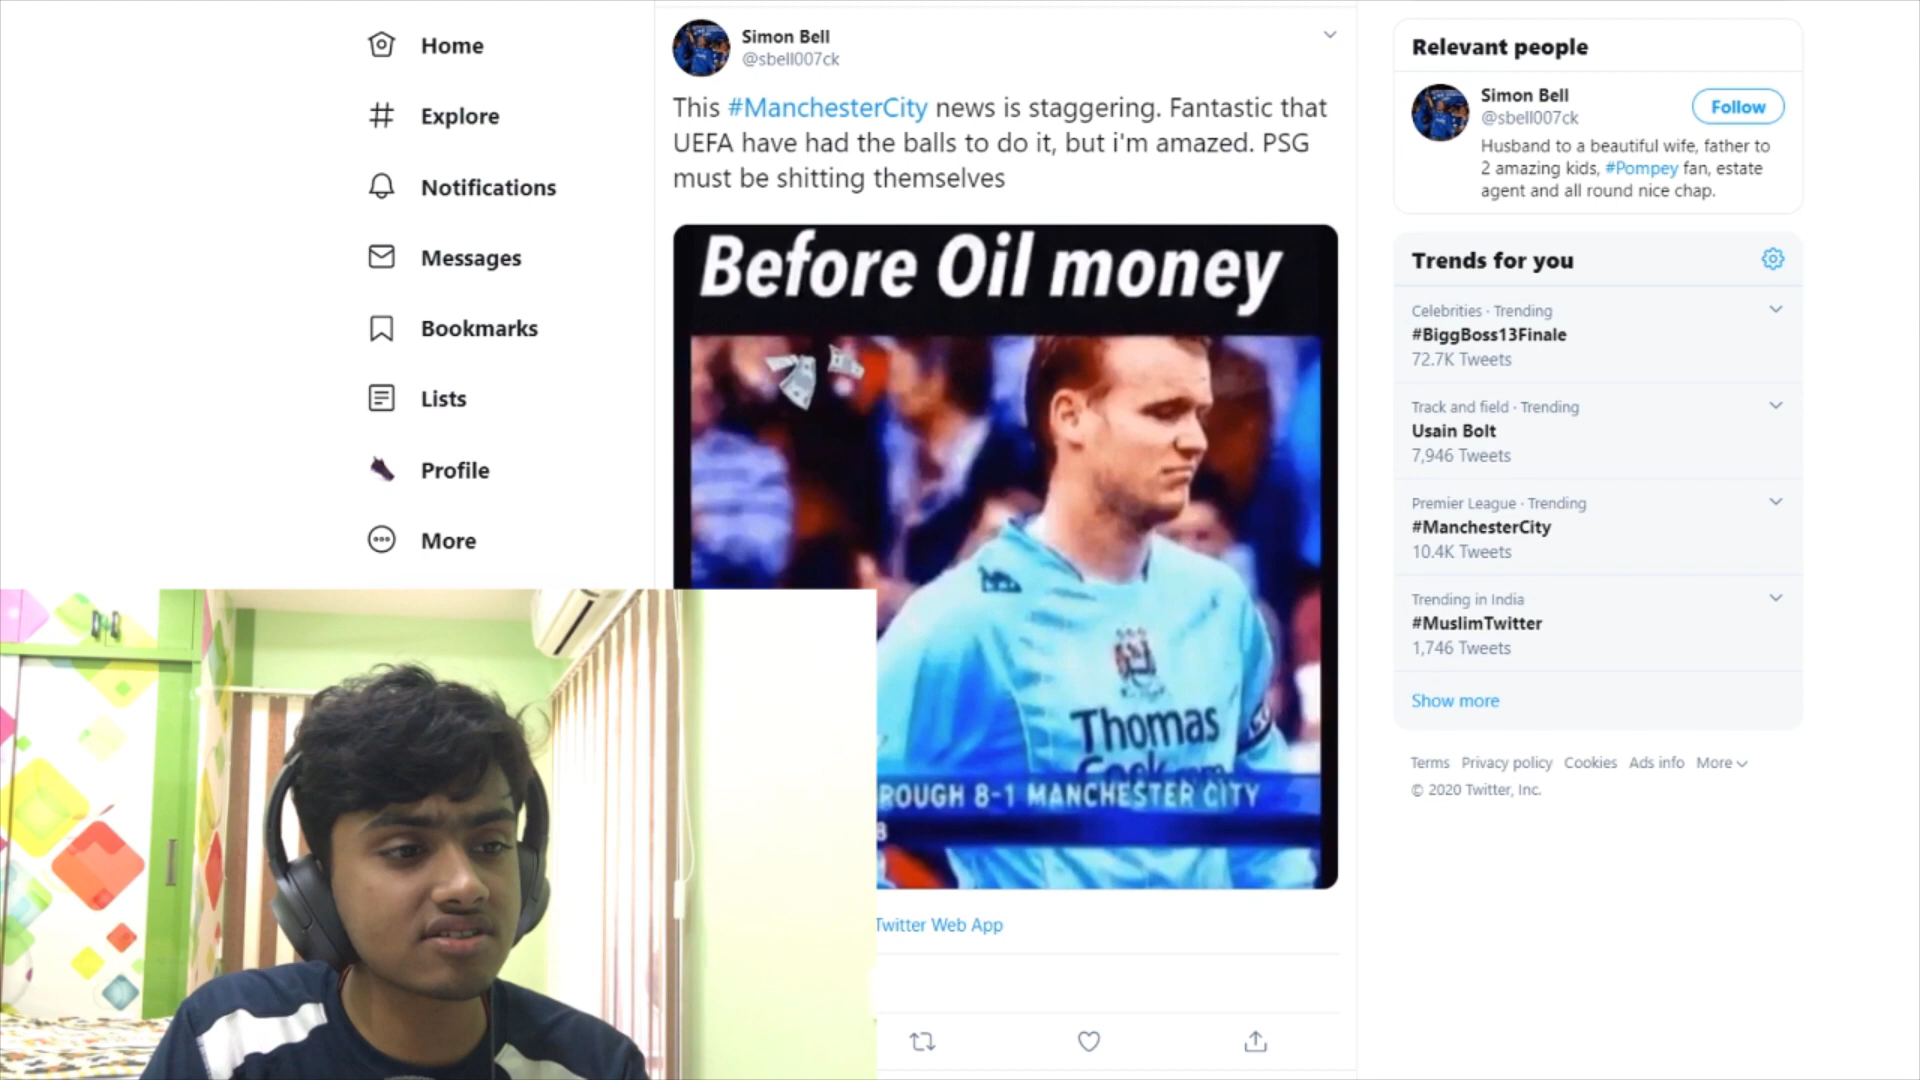 Home
Explore
Notifications
Messages
Bookmarks
Lists
Profile
More
Simon Bell
@sbell007ck
This #ManchesterCity news is staggering. Fantastic that
UEFA have had the balls to do it, but i'm amazed. PSG
must be shitting themselves
Before Oil money
Thomas
Cook.com
ROUGH 8-1 MANCHESTER CITY
8
Twitter Web App
Relevant people
Simon Bell
@sbell007ck
Follow
Husband to a beautiful wife, father to
2 amazing kids, #Pompey fan, estate
agent and all round nice chap.
Trends for you
Celebrities · Trending
#BiggBoss13Finale
72.7K Tweets
Track and field · Trending
Usain Bolt
7,946 Tweets
Premier League · Trending
#ManchesterCity
10.4K Tweets
Trending in India
#MuslimTwitter
1,746 Tweets
Show more
Terms Privacy policy Cookies Ads info More
© 2020 Twitter, Inc.